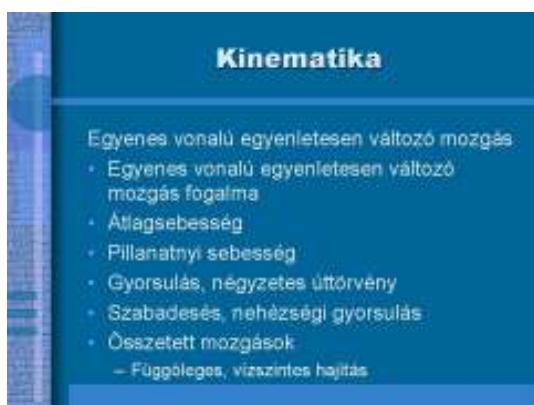 Kinematika
Egyenes vonalú egyenletesen változó mozgás
• Egyenes vonalú egyenletesen változó
mozgás fogalma
• Átlagsebesség
• Pillanatnyi sebesség
• Gyorsulás, négyzetes úttörvény
• Szabadesés, nehézségi gyorsulás
• Összetett mozgások
– Függőleges, vízszintes hajítás